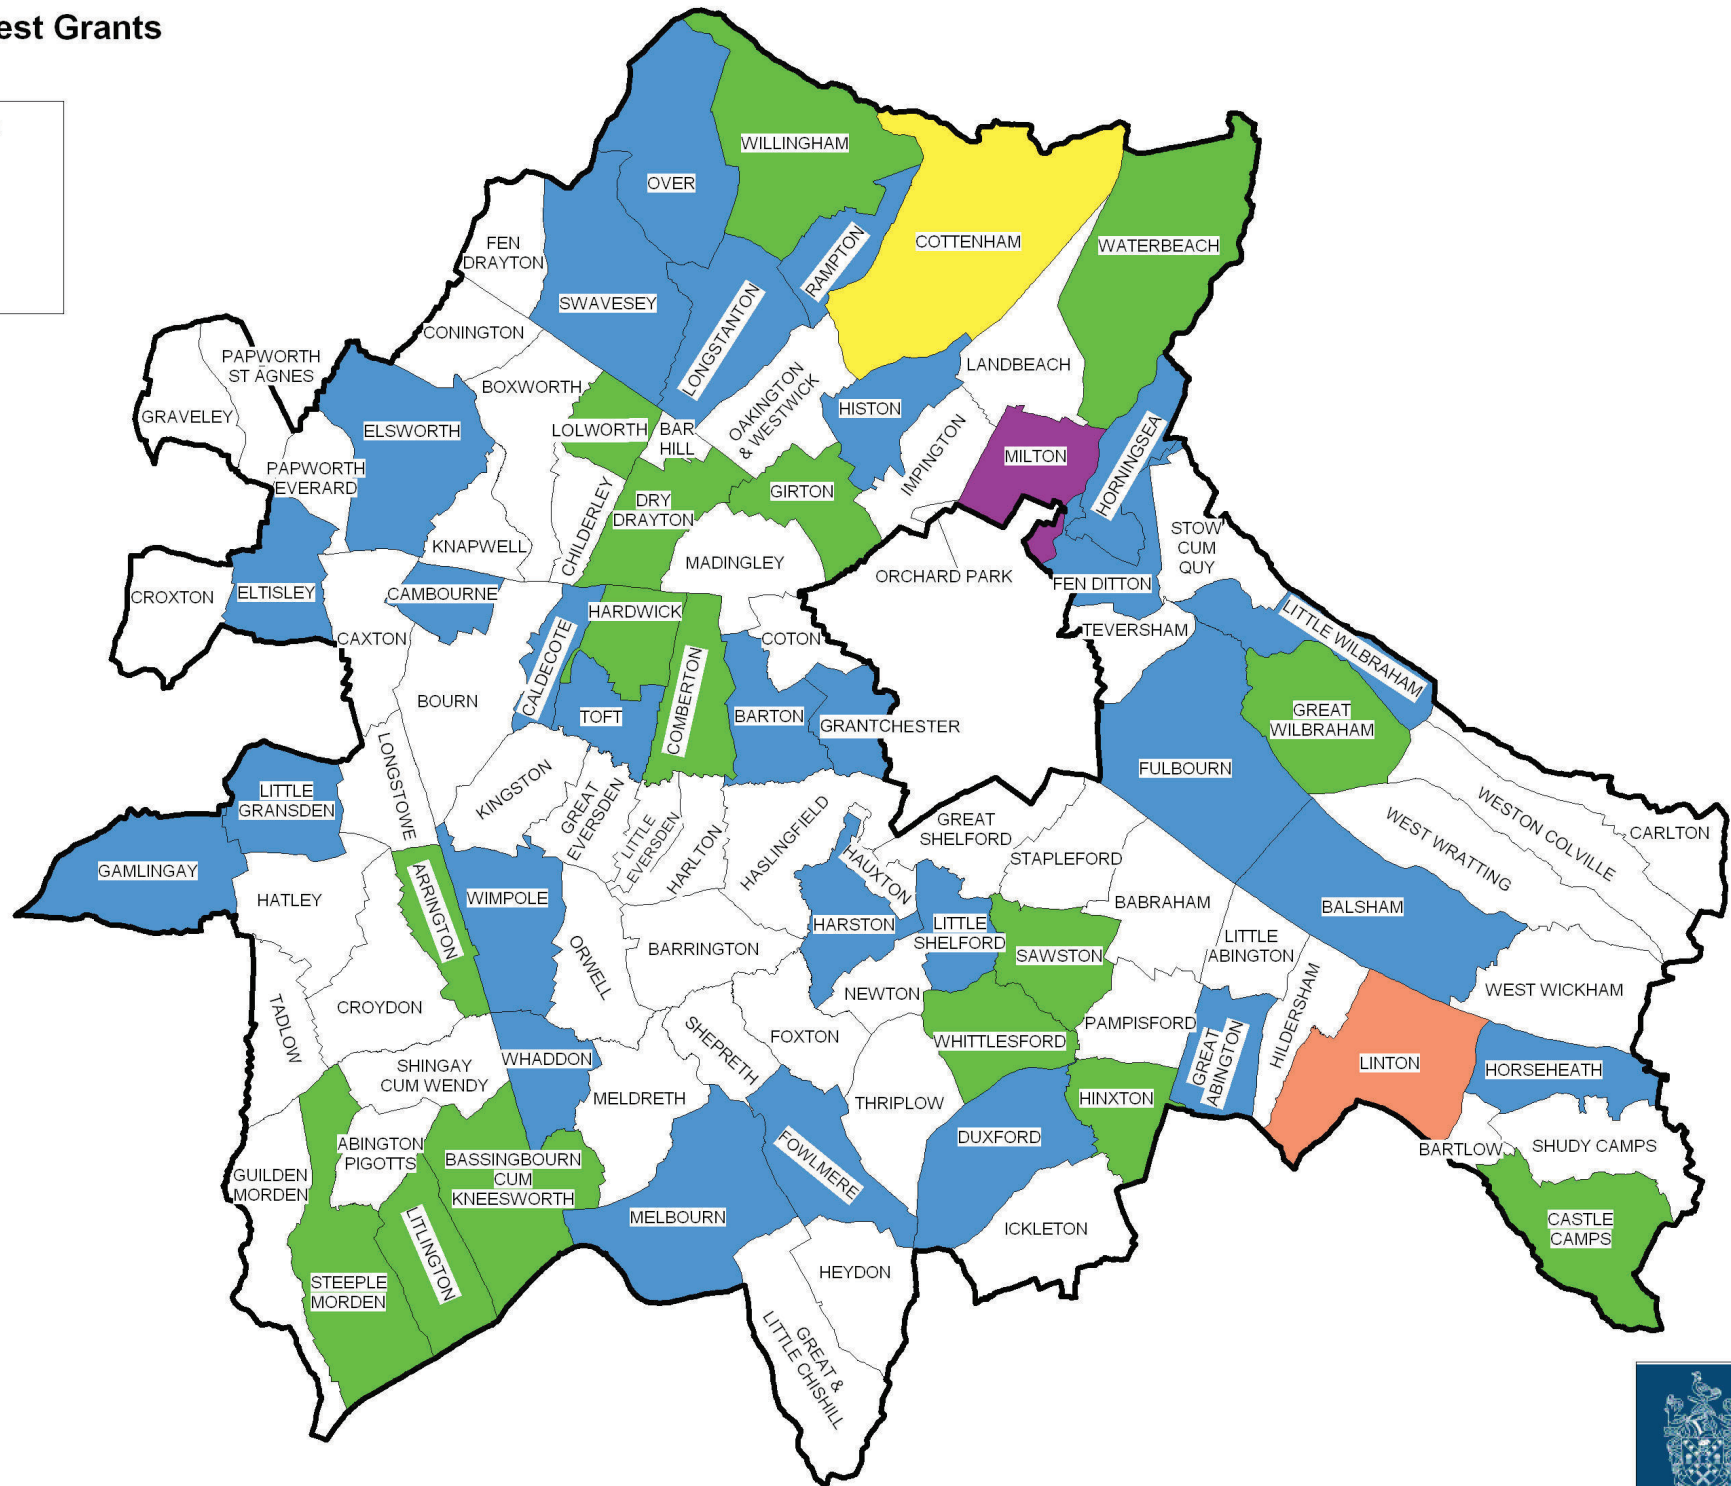 est Grants
WILLINGHAM
OVER
FEN
DRAYTON
COTTENHAM
WATERBEACH
RAMPTON
SWAVESEY
LONGSTANTON
CONINGTON
PAPWORTH
ST AGNES
LANDBEACH
BOXWORTH
OAKINGTON
& WESTWICK
GRAVELEY
HISTON
ELSWORTH
LOLWORTH
BAR
HILL
IMPINGTON
MILTON
HORNINGSEA
PAPWORTH
EVERARD
GIRTON
DRY
DRAYTON
CHILDERLEY
STOW
CUM
QUY
KNAPWELL
MADINGLEY
ORCHARD PARK
FEN DITTON
CROXTON
ELTISLEY
CAMBOURNE
HARDWICK
LITTLE WILBRAHAM
CAXTON
COTON
TEVERSHAM
CALDECOTE
BOURN
COMBERTON
TOFT
BARTON
GRANTCHESTER
GREAT
WILBRAHAM
FULBOURN
LONGSTOWE
LITTLE
GRANSDEN
KINGSTON
GREAT
EVERSDEN
LITTLE
EVERSDEN
HARLTON
HASLINGFIELD
GREAT
SHELFORD
WESTON COLVILLE
CARLTON
WEST WRATTING
STAPLEFORD
HAUXTON
GAMLINGAY
HATLEY
ARRINGTON
WIMPOLE
BABRAHAM
BALSHAM
HARSTON
LITTLE
SHELFORD
BARRINGTON
ORWELL
SAWSTON
LITTLE
ABINGTON
WEST WICKHAM
NEWTON
CROYDON
TADLOW
HILDERSHAM
PAMPISFORD
SHEPRETH
FOXTON
WHITTLESFORD
GREAT
ABINGTON
WHADDON
SHINGAY
CUM WENDY
LINTON
HORSEHEATH
MELDRETH
THRIPLOW
HINXTON
DUXFORD
ABINGTON
PIGOTTS
BARTLOW
SHUDY CAMPS
FOWLMERE
GUILDEN
MORDEN
BASSINGBOURN
CUM
KNEESWORTH
MELBOURN
ICKLETON
CASTLE
CAMPS
LITLINGTON
STEEPLE
MORDEN
HEYDON
GREAT &
LITTLE CHISHILL